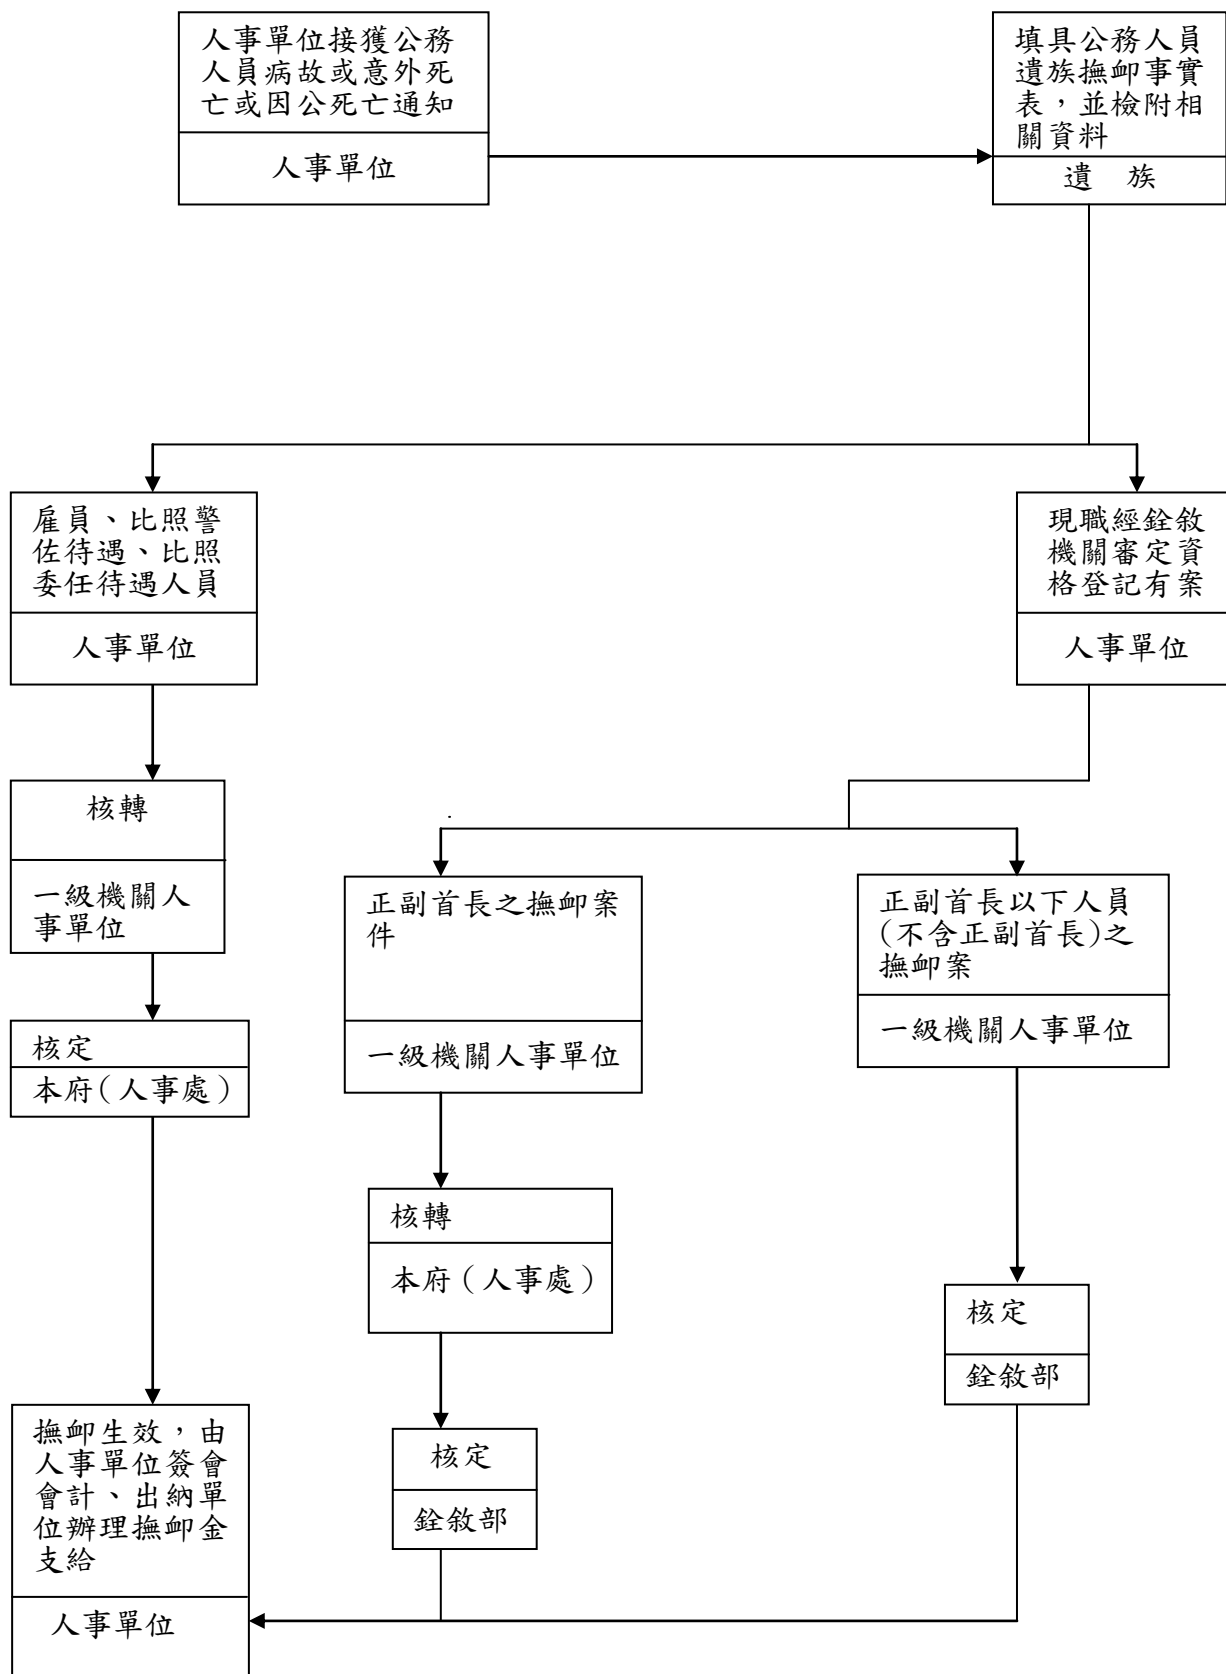 人事單位接獲公務
人員病故或意外死
亡或因公死亡通知
人事單位
填具公務人員
遺族撫卹事實
表，並檢附相
關資料
遺　族
雇員、比照警
佐待遇、比照
委任待遇人員
人事單位
現職經銓敘
機關審定資
格登記有案
人事單位
核轉
一級機關人
事單位
正副首長之撫卹案
件
一級機關人事單位
正副首長以下人員
(不含正副首長)之
撫卹案
一級機關人事單位
核定
本府(人事處)
核轉
本府(人事處)
核定
銓敘部
撫卹生效，由
人事單位簽會
會計、出納單
位辦理撫卹金
支給
人事單位
核定
銓敘部